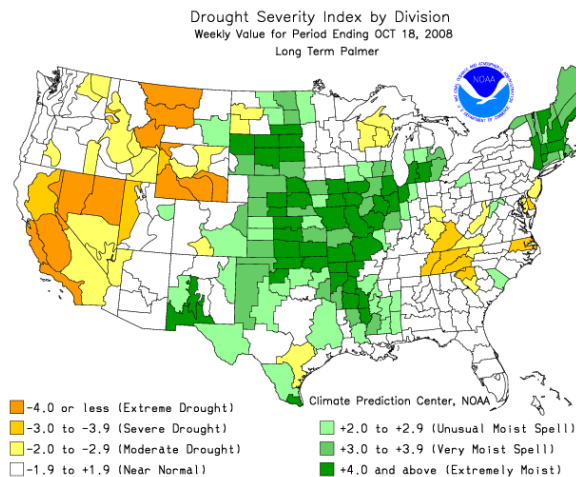 Drought Severity Index by Division
Weekly Value for Period Ending OCT 18, 2008
Long Term Palmer
NOAA
Climate Prediction Center, NOAA
-4.0 or less (Extreme Drought)
-3.0 to -3.9 (Severe Drought)
-2.0 to -2.9 (Moderate Drought)
-1.9 to +1.9 (Near Normal)
+2.0 to +2.9 (Unusual Moist Spell)
+3.0 to +3.9 (Very Moist Spell)
+4.0 and above (Extremely Moist)